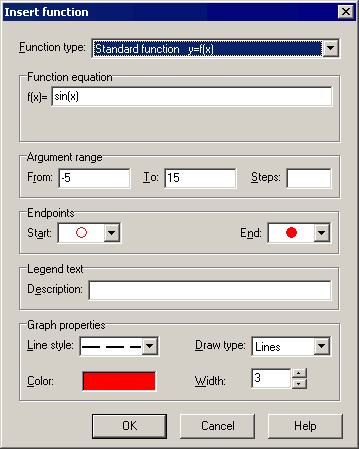 Insert function
Function type: Standard function y=f(x)
Function equation
f(x)= sin(x)
Argument range
From: -5 To: 15 Steps:
Endpoints
Start: End:
Legend text
Description:
Graph properties
Line style: Draw type: Lines
Color: Width: 3
OK Cancel Help